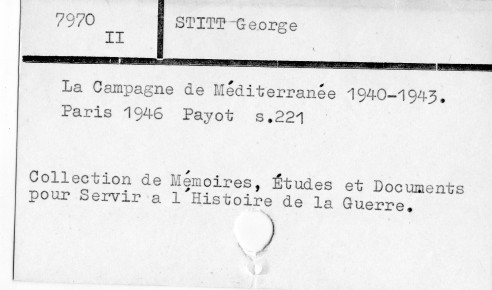 7970
II
STITT George
La Campagne de Méditerranée 1940-1943.
Paris 1946 Payot s.221
Collection de Mémoires, Études et Documents
pour Servir a l'Histoire de la Guerre.